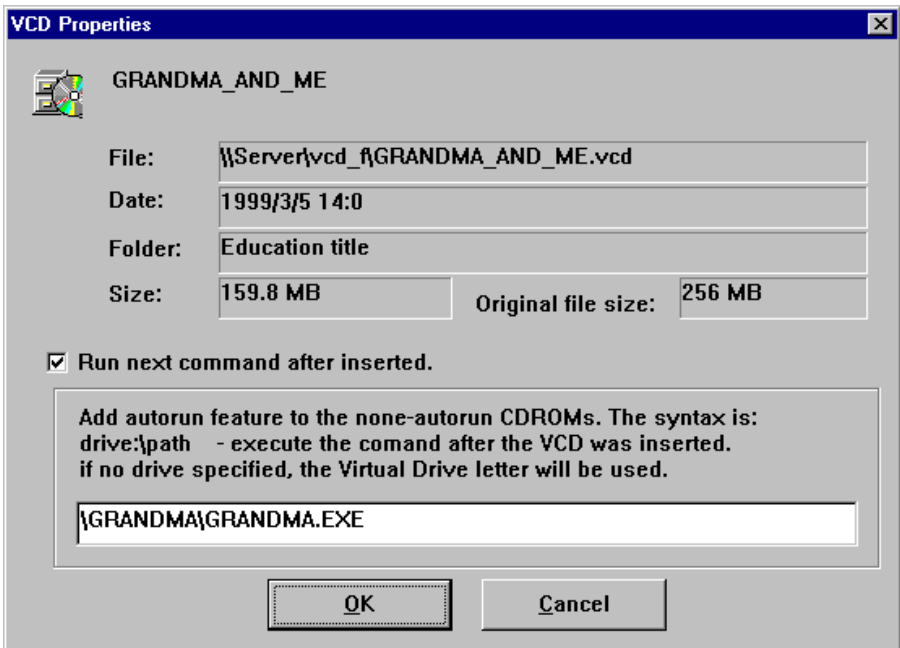 VCD Properties
GRANDMA_AND_ME
File: \\Server\vcd_f\GRANDMA_AND_ME.vcd
Date: 1999/3/5 14:0
Folder: Education title
Size: 159.8 MB Original file size: 256 MB
Run next command after inserted.
Add autorun feature to the none-autorun CDROMs. The syntax is:
drive:\path - execute the comand after the VCD was inserted.
if no drive specified, the Virtual Drive letter will be used.
\GRANDMA\GRANDMA.EXE
OK Cancel